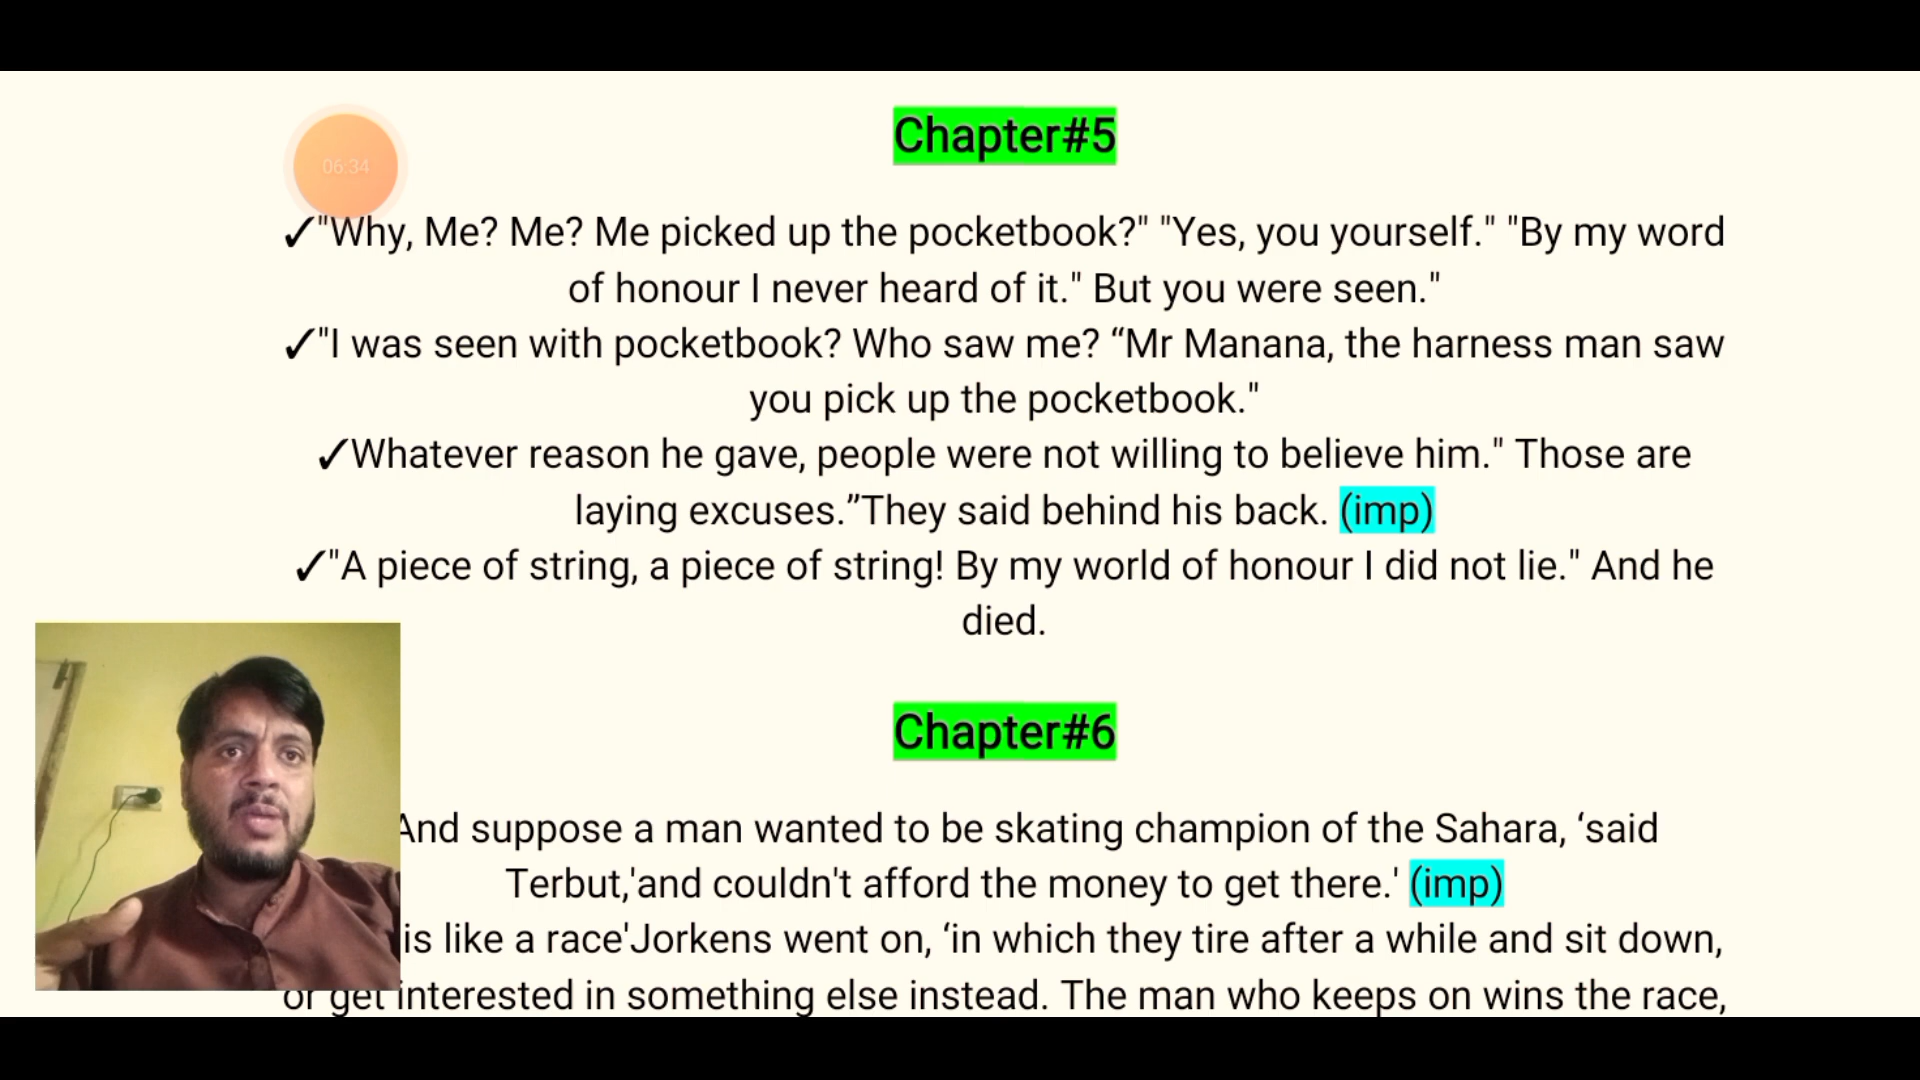 Chapter#5
06:34
✓"Why, Me? Me? Me picked up the pocketbook?" "Yes, you yourself." "By my word
of honour I never heard of it." But you were seen."
✓"I was seen with pocketbook? Who saw me? “Mr Manana, the harness man saw
you pick up the pocketbook."
✓Whatever reason he gave, people were not willing to believe him." Those are
laying excuses.”They said behind his back. (imp)
✓"A piece of string, a piece of string! By my world of honour I did not lie." And he
died.
Chapter#6
And suppose a man wanted to be skating champion of the Sahara, ‘said
Terbut,'and couldn't afford the money to get there.' (imp)
is like a race'Jorkens went on, ‘in which they tire after a while and sit down,
or get interested in something else instead. The man who keeps on wins the race,